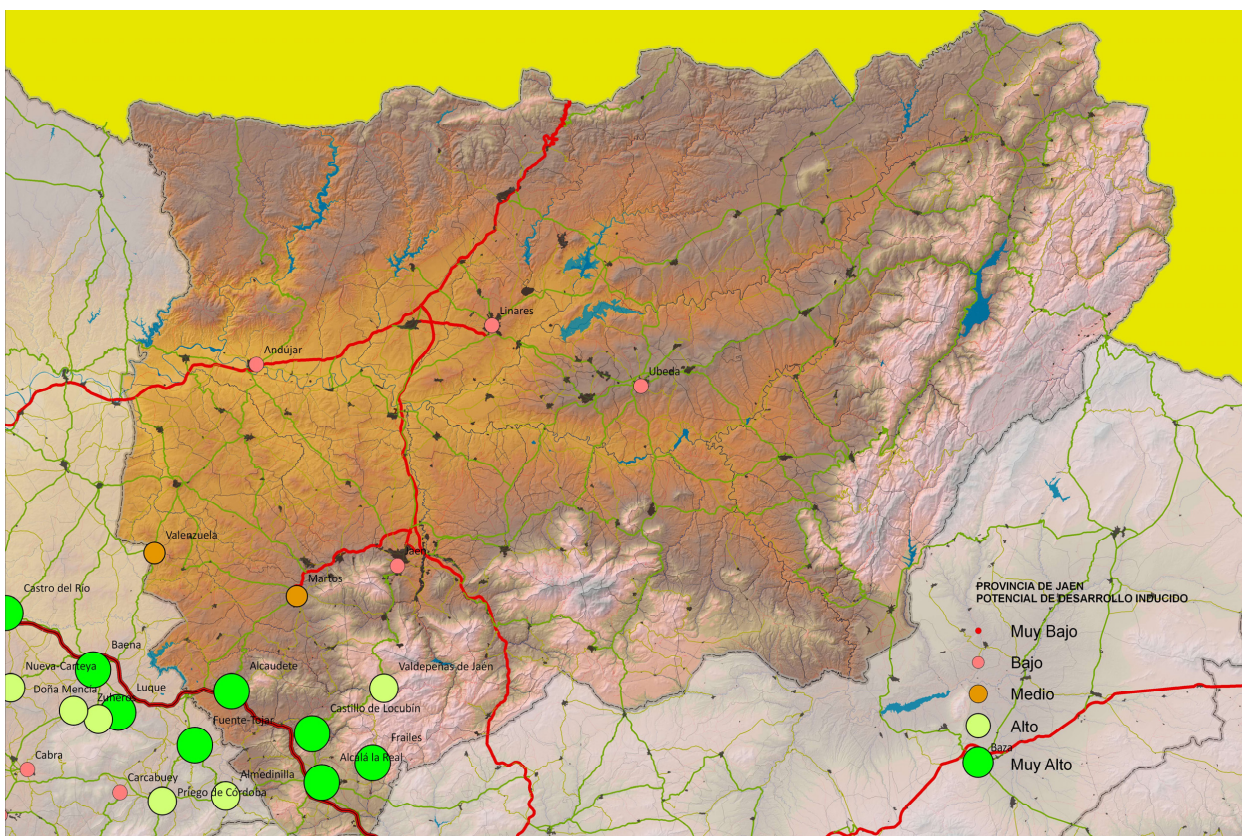 Linares
Andújar
Ubeda
Valenzuela
Jaén
Martos
Castro del Río
PROVINCIA DE JAEN
POTENCIAL DE DESARROLLO INDUCIDO
Muy Bajo
Bajo
Medio
Alto
Muy Alto
Baena
Nueva-Carteya
Alcaudete
Valdepeñas de Jaén
Doña Mencía
Luque
Zuheros
Castillo de Locubín
Fuente-Tójar
Frailes
Cabra
Alcalá la Real
Baza
Carcabuey
Almedinilla
Priego de Córdoba